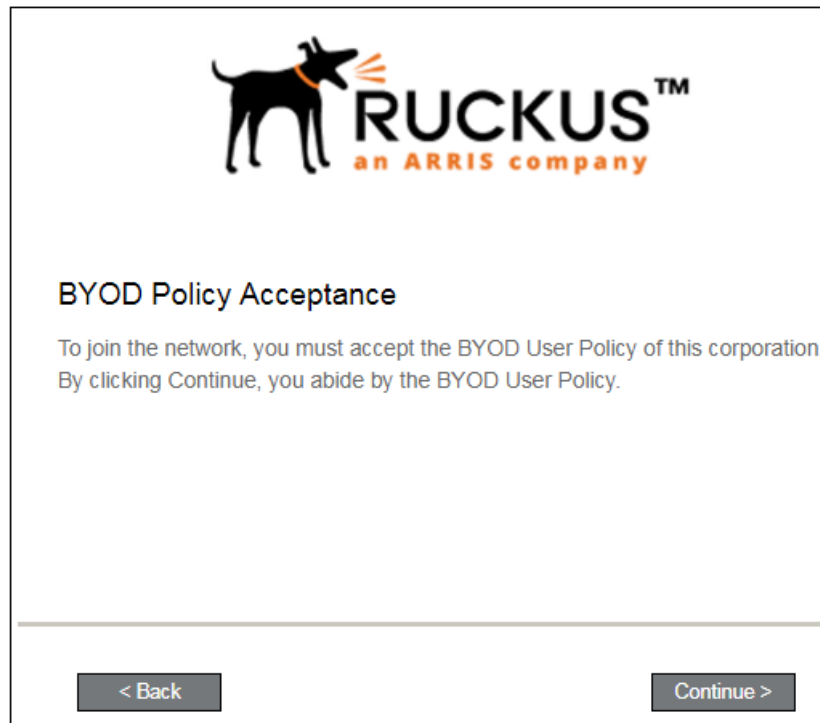 RUCKUS™
an ARRIS company
BYOD Policy Acceptance
To join the network, you must accept the BYOD User Policy of this corporation
By clicking Continue, you abide by the BYOD User Policy.
< Back
Continue >